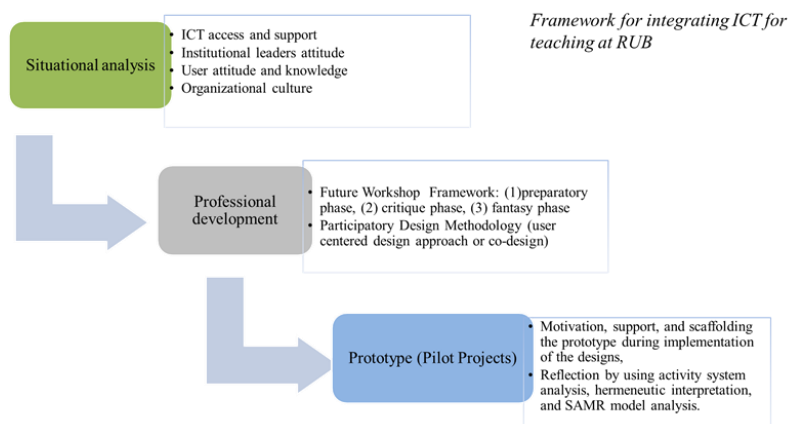 Framework for integrating ICT for
teaching at RUB
Situational analysis
• ICT access and support
• Institutional leaders attitude
• User attitude and knowledge
• Organizational culture
Professional
development
• Future Workshop Framework: (1)preparatory
phase, (2) critique phase, (3) fantasy phase
• Participatory Design Methodology (user
centered design approach or co-design)
Prototype (Pilot Projects)
• Motivation, support, and scaffolding
the prototype during implementation
of the designs,
• Reflection by using activity system
analysis, hermeneutic interpretation,
and SAMR model analysis.